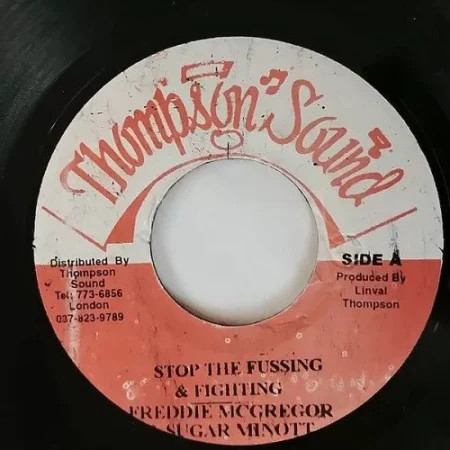 Thompson Sound
Distributed By
Thompson
Sound
Tel: 773-6856
London
037-823-9789
SIDE A
Produced By
Linval
Thompson
STOP THE FUSSING
& FIGHTING
FREDDIE MCGREGOR
SUGAR MINOTT